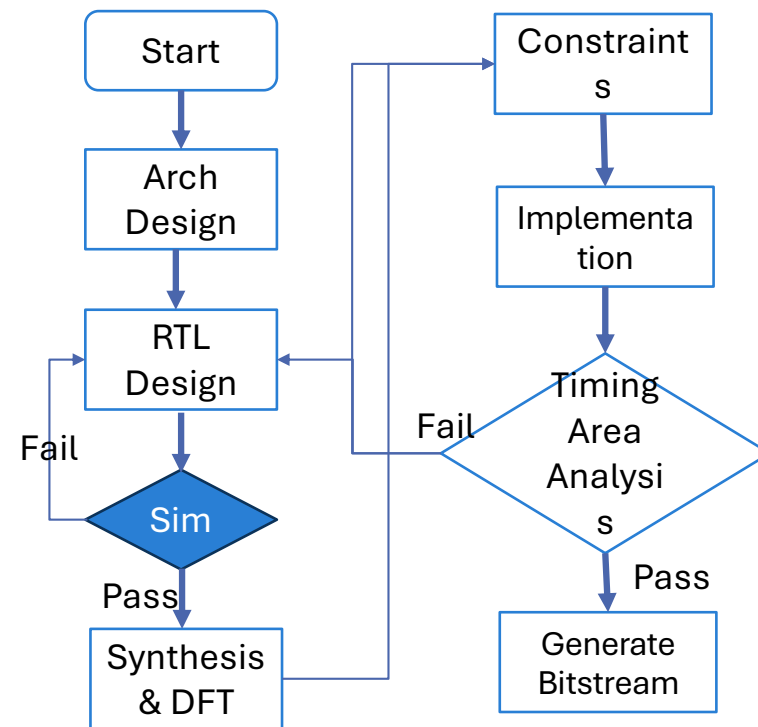 Start
Arch
Design
RTL
Design
Fail
Sim
Pass
Synthesis
& DFT
Constraint
s
Implementa
tion
Timing
Area
Analysi
s
Fail
Pass
Generate
Bitstream